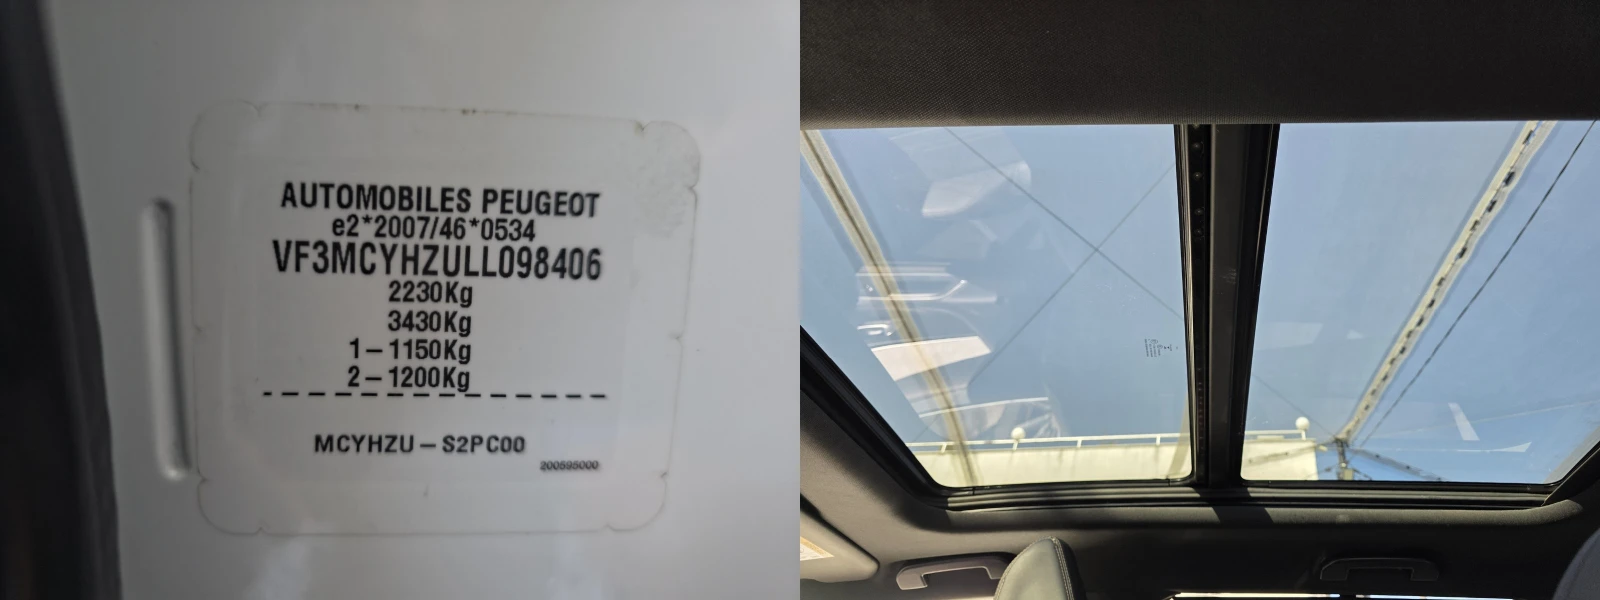 AUTOMOBILES PEUGEOT
e2*2007/46*0534
VF3MCYHZULL098406
2230Kg
3430Kg
1-1150Kg
2-1200Kg
MCYHZU-S2PC00
200595000